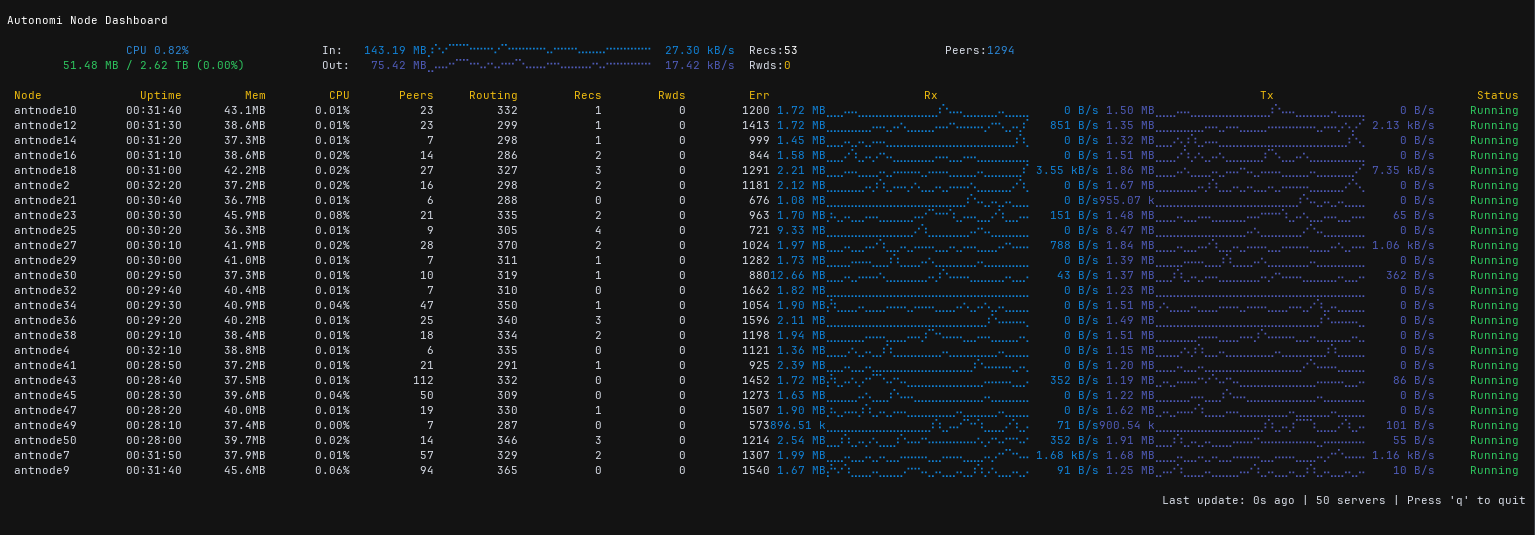 Autonomi Node Dashboard
CPU 0.82% In: 143.19 MB 27.30 kB/s Recs:53 Peers:1294
51.48 MB / 2.62 TB (0.00%) Out: 75.42 MB 17.42 kB/s Rwds:0
Node Uptime Mem CPU Peers Routing Recs Rwds Err Rx Tx Status
antnode10 00:31:40 43.1MB 0.01% 23 332 1 0 1200 1.72 MB 0 B/s 1.50 MB 0 B/s Running
antnode12 00:31:30 38.6MB 0.01% 23 299 1 0 1413 1.72 MB 851 B/s 1.35 MB 2.13 kB/s Running
antnode14 00:31:20 37.3MB 0.01% 7 298 1 0 999 1.45 MB 0 B/s 1.32 MB 0 B/s Running
antnode16 00:31:10 38.6MB 0.02% 14 286 2 0 844 1.58 MB 0 B/s 1.51 MB 0 B/s Running
antnode18 00:31:00 42.2MB 0.02% 27 327 3 0 1291 2.21 MB 3.55 kB/s 1.86 MB 7.35 kB/s Running
antnode2 00:32:20 37.2MB 0.02% 16 298 2 0 1181 2.12 MB 0 B/s 1.67 MB 0 B/s Running
antnode21 00:30:40 36.7MB 0.01% 6 288 0 0 676 1.08 MB 0 B/s 955.07 k 0 B/s Running
antnode23 00:30:30 45.9MB 0.08% 21 335 2 0 963 1.70 MB 151 B/s 1.48 MB 65 B/s Running
antnode25 00:30:20 36.3MB 0.01% 9 305 4 0 721 9.33 MB 0 B/s 8.47 MB 0 B/s Running
antnode27 00:30:10 41.9MB 0.02% 28 370 2 0 1024 1.97 MB 788 B/s 1.84 MB 1.06 kB/s Running
antnode29 00:30:00 41.0MB 0.01% 7 311 1 0 1282 1.73 MB 0 B/s 1.39 MB 0 B/s Running
antnode30 00:29:50 37.3MB 0.01% 10 319 1 0 880 12.66 MB 43 B/s 1.37 MB 362 B/s Running
antnode32 00:29:40 40.4MB 0.01% 7 310 0 0 1662 1.82 MB 0 B/s 1.23 MB 0 B/s Running
antnode34 00:29:30 40.9MB 0.04% 47 350 1 0 1054 1.90 MB 0 B/s 1.51 MB 0 B/s Running
antnode36 00:29:20 40.2MB 0.01% 25 340 3 0 1596 2.11 MB 0 B/s 1.49 MB 0 B/s Running
antnode38 00:29:10 38.4MB 0.01% 18 334 2 0 1198 1.94 MB 0 B/s 1.51 MB 0 B/s Running
antnode4 00:32:10 38.8MB 0.01% 6 335 0 0 1121 1.36 MB 0 B/s 1.15 MB 0 B/s Running
antnode41 00:28:50 37.2MB 0.01% 21 291 1 0 925 2.39 MB 0 B/s 1.20 MB 0 B/s Running
antnode43 00:28:40 37.5MB 0.01% 112 332 0 0 1452 1.72 MB 352 B/s 1.19 MB 86 B/s Running
antnode45 00:28:30 39.6MB 0.04% 50 309 0 0 1273 1.63 MB 0 B/s 1.22 MB 0 B/s Running
antnode47 00:28:20 40.0MB 0.01% 19 330 1 0 1507 1.90 MB 0 B/s 1.62 MB 0 B/s Running
antnode49 00:28:10 37.4MB 0.00% 7 287 0 0 573 896.51 k 71 B/s 900.54 k 101 B/s Running
antnode50 00:28:00 39.7MB 0.02% 14 346 3 0 1214 2.54 MB 352 B/s 1.91 MB 55 B/s Running
antnode7 00:31:50 37.9MB 0.01% 57 329 2 0 1307 1.99 MB 1.68 kB/s 1.68 MB 1.16 kB/s Running
antnode9 00:31:40 45.6MB 0.06% 94 365 0 0 1540 1.67 MB 91 B/s 1.25 MB 10 B/s Running
Last update: 0s ago | 50 servers | Press 'q' to quit